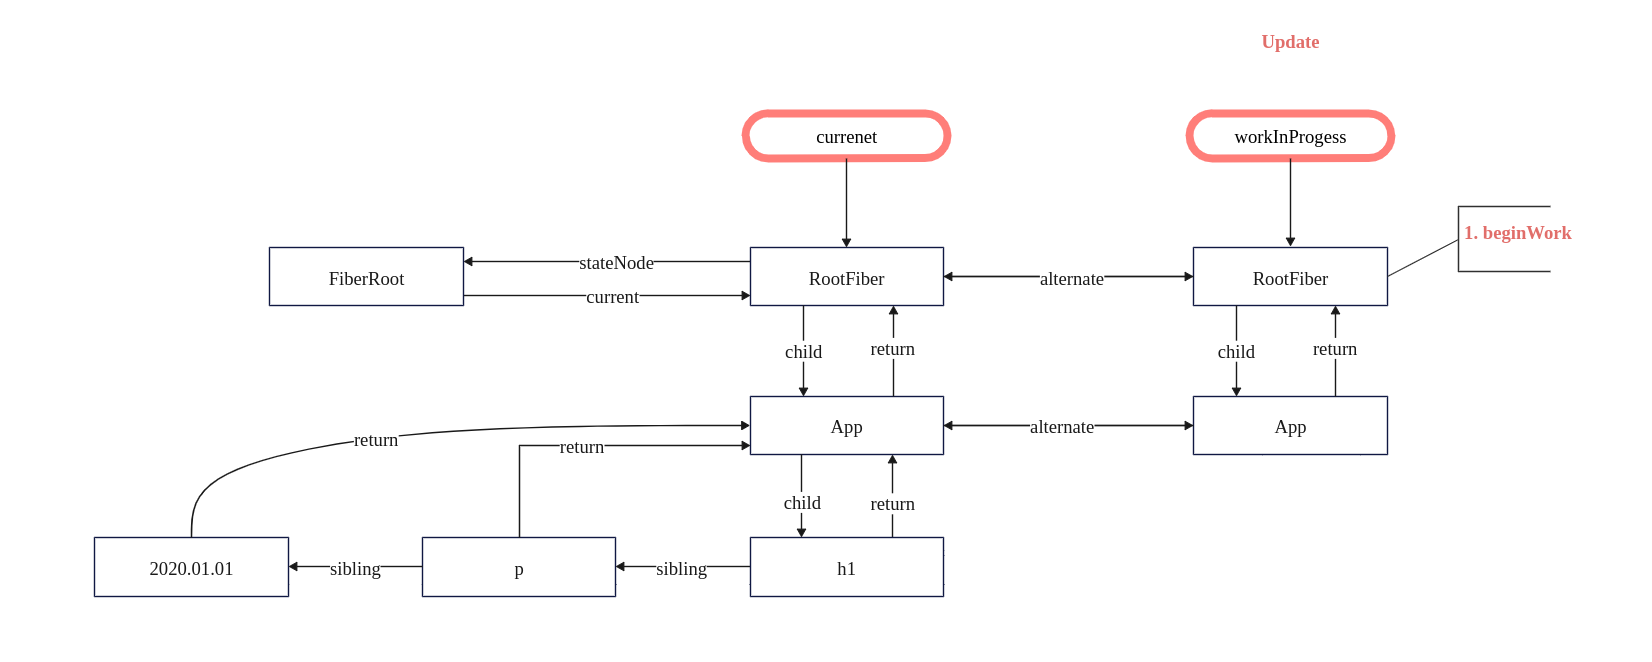 Update
currenet
workInProgess
1. beginWork
FiberRoot
stateNode
current
RootFiber
alternate
RootFiber
child
return
child
return
return
return
App
alternate
App
child
return
2020.01.01
sibling
p
sibling
h1